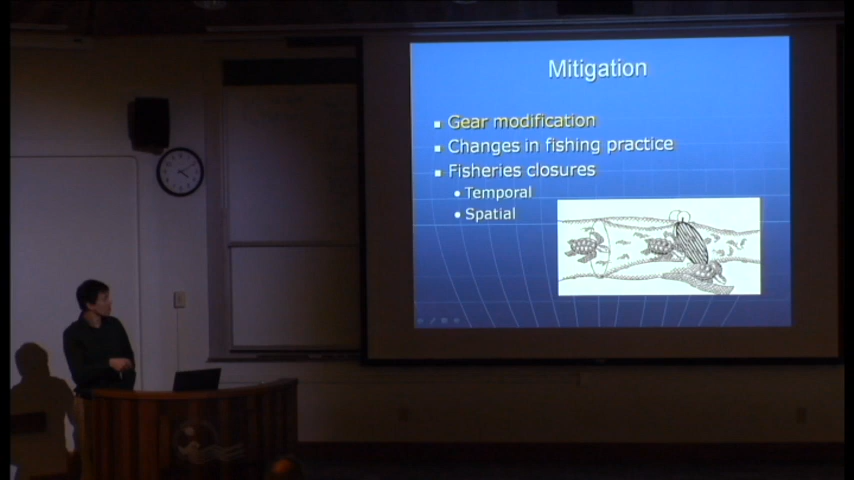 Mitigation
Gear modification
Changes in fishing practice
Fisheries closures
Temporal
Spatial